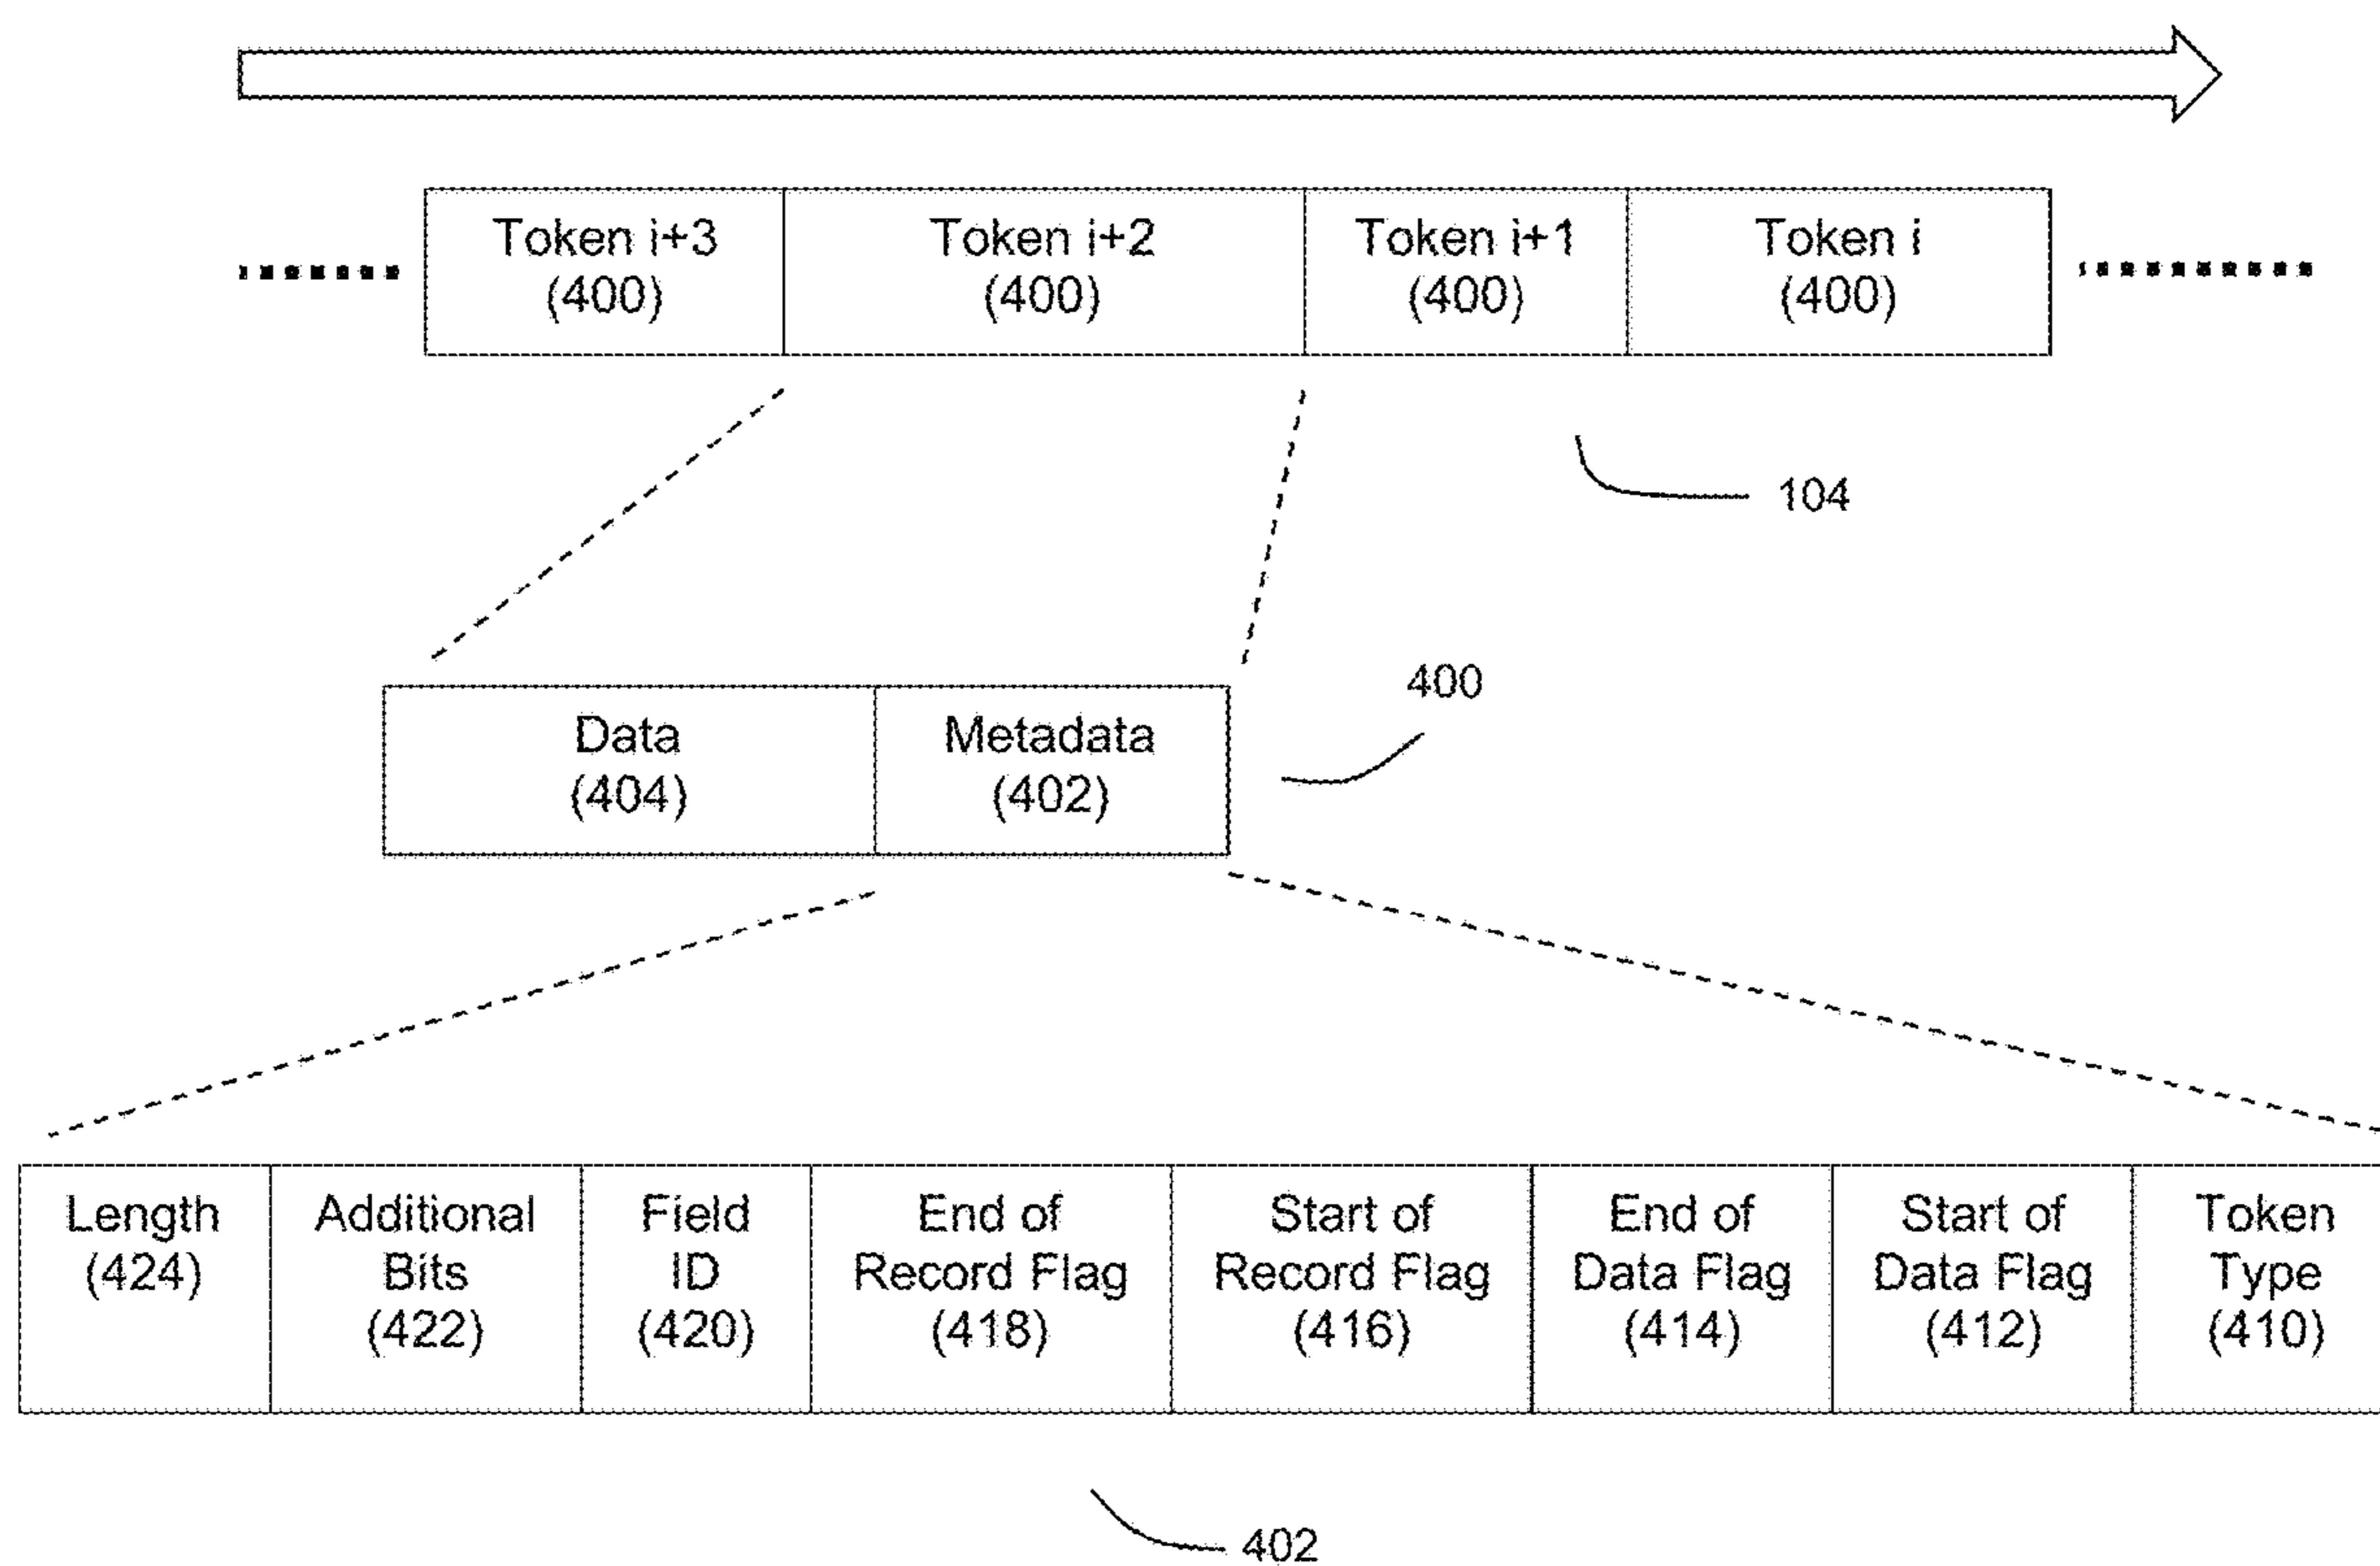 Token i+3
(400)
Token i+2
(400)
Token i+1
(400)
Token i
(400)
104
400
Data
(404)
Metadata
(402)
Length
(424)
Additional
Bits
(422)
Field
ID
(420)
End of
Record Flag
(418)
Start of
Record Flag
(416)
End of
Data Flag
(414)
Start of
Data Flag
(412)
Token
Type
(410)
402